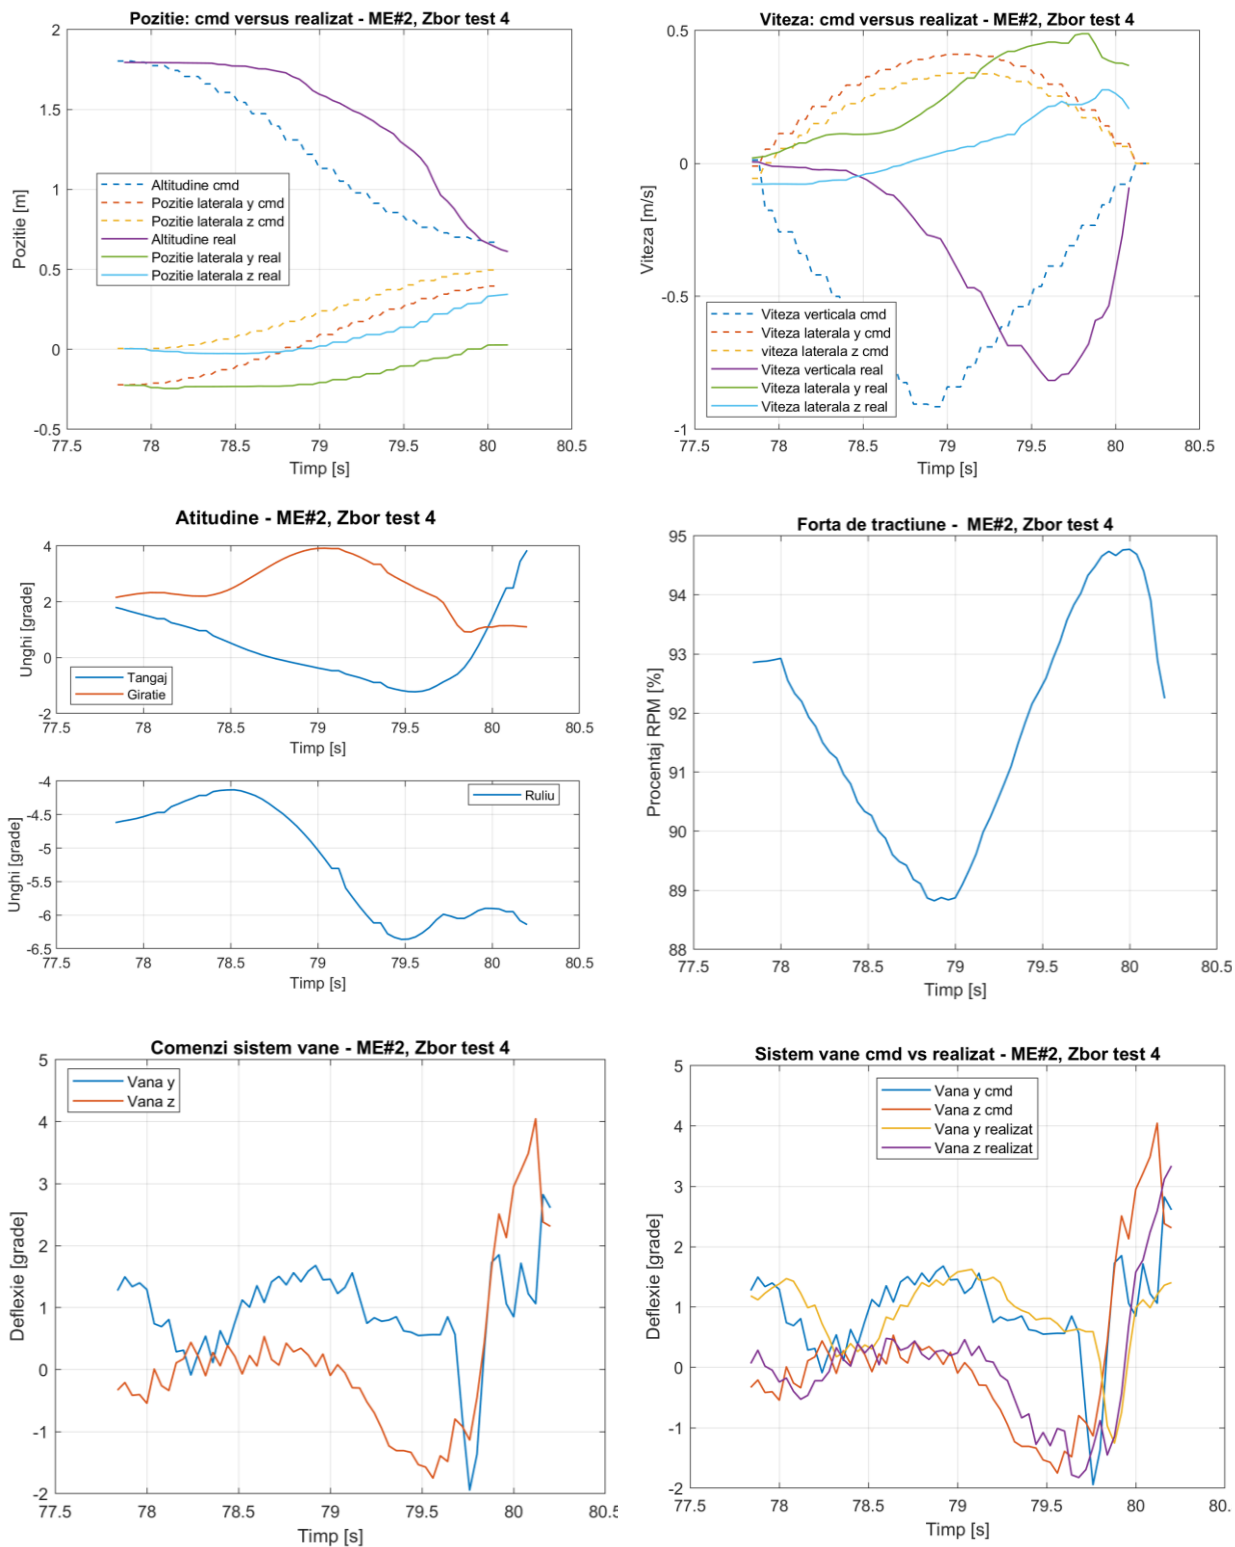 Pozitie: cmd versus realizat - ME#2, Zbor test 4
2
1.5
1
0.5
0
-0.5
Pozitie [m]
Altitudine cmd
Pozitie laterala y cmd
Pozitie laterala z cmd
Altitudine real
Pozitie laterala y real
Pozitie laterala z real
77.5 78 78.5 79 79.5 80 80.5
Timp [s]
Viteza: cmd versus realizat - ME#2, Zbor test 4
0.5
0
-0.5
-1
Viteza [m/s]
Viteza verticala cmd
Viteza laterala y cmd
viteza laterala z cmd
Viteza verticala real
Viteza laterala y real
Viteza laterala z real
77.5 78 78.5 79 79.5 80 80.5
Timp [s]
Atitudine - ME#2, Zbor test 4
4
2
0
-2
Unghi [grade]
Tangaj
Giratie
77.5 78 78.5 79 79.5 80 80.5
Timp [s]
-4
-4.5
-5
-5.5
-6
-6.5
Unghi [grade]
Ruliu
77.5 78 78.5 79 79.5 80 80.5
Timp [s]
Forta de tractiune - ME#2, Zbor test 4
95
94
93
92
91
90
89
88
Procentaj RPM [%]
77.5 78 78.5 79 79.5 80 80.5
Timp [s]
Comenzi sistem vane - ME#2, Zbor test 4
5
4
3
2
1
0
-1
-2
Deflexie [grade]
Vana y
Vana z
77.5 78 78.5 79 79.5 80 80.5
Timp [s]
Sistem vane cmd vs realizat - ME#2, Zbor test 4
5
4
3
2
1
0
-1
-2
Deflexie [grade]
Vana y cmd
Vana z cmd
Vana y realizat
Vana z realizat
77.5 78 78.5 79 79.5 80 80.
Timp [s]